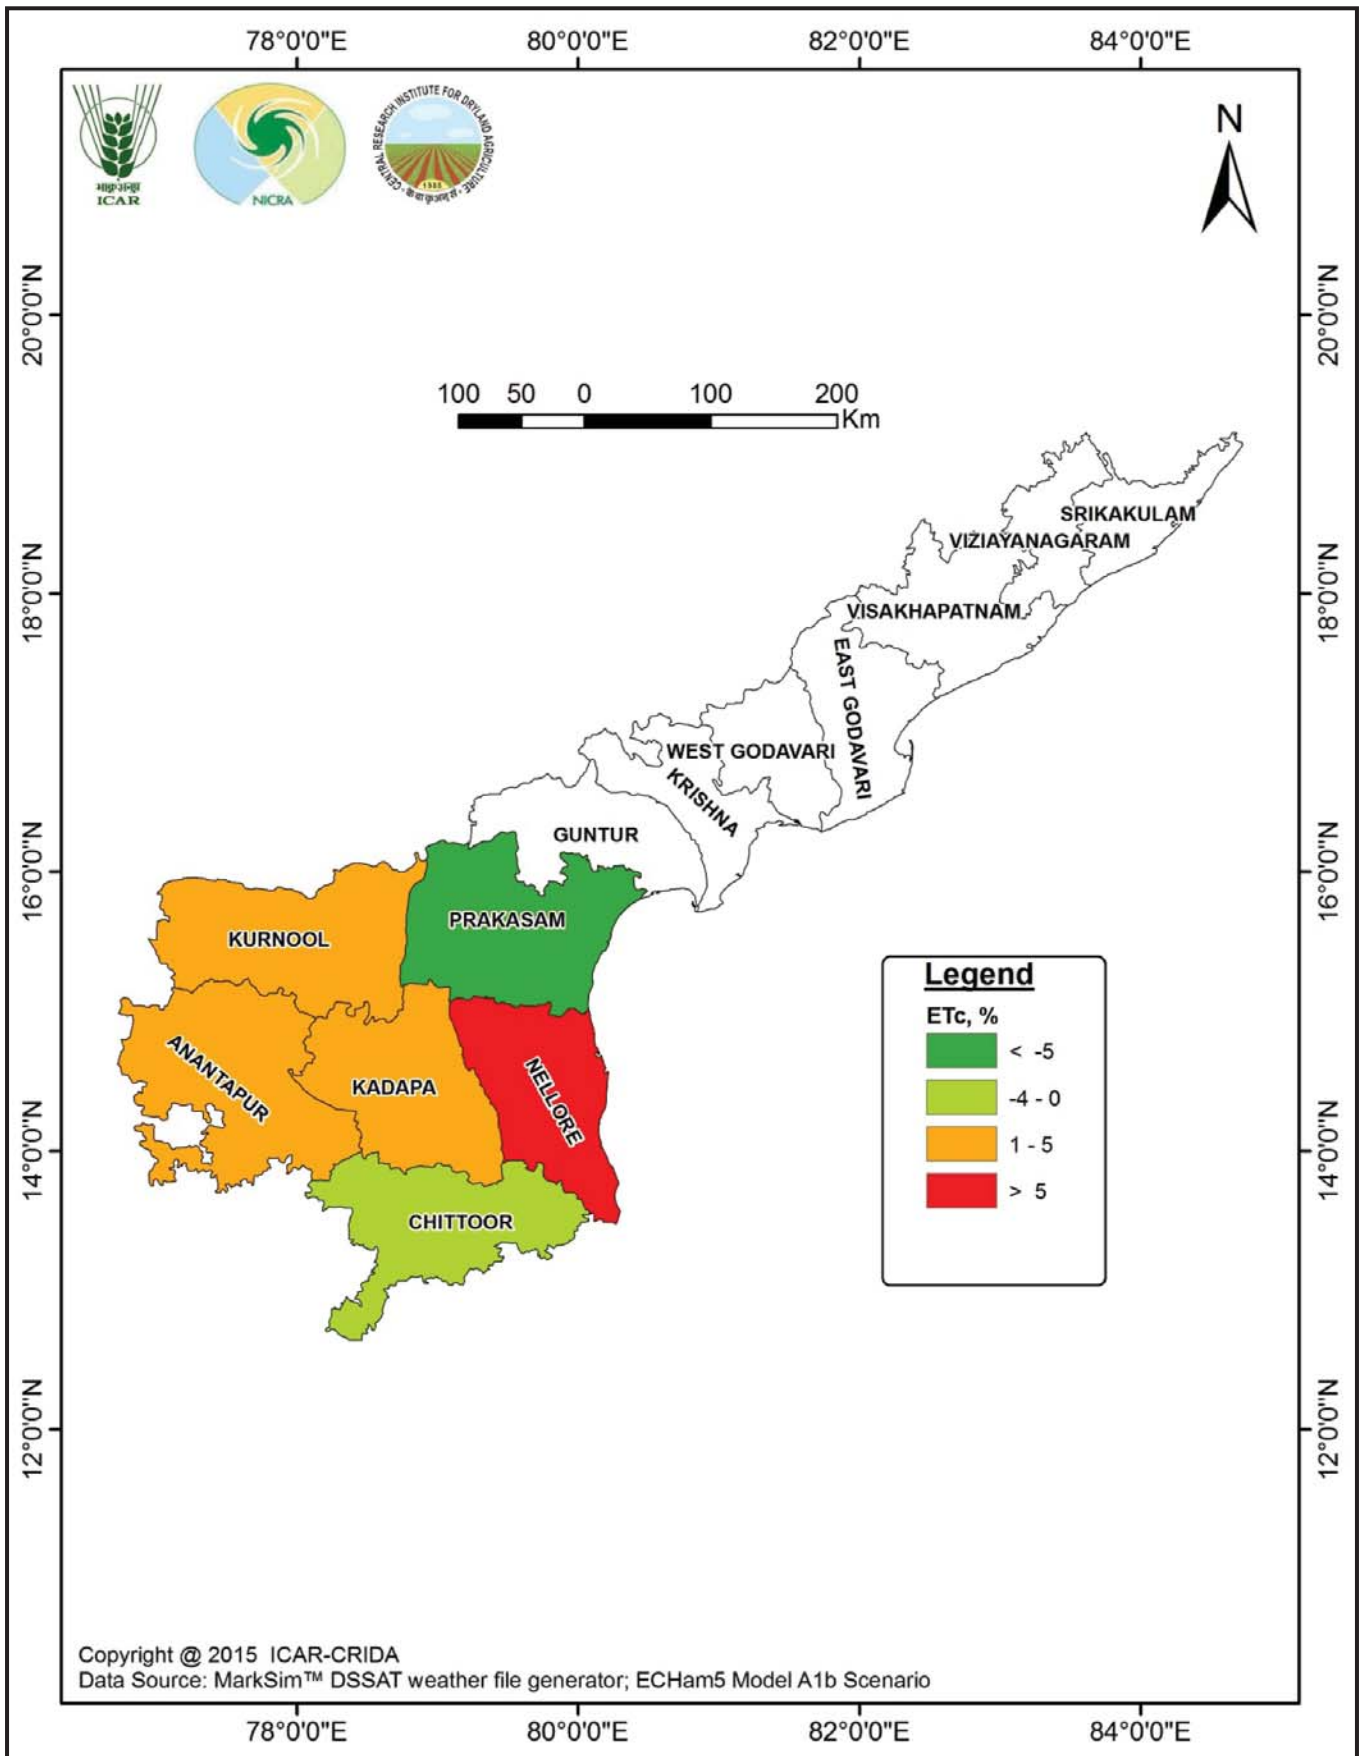 78°0'0"E 80°0'0"E 82°0'0"E 84°0'0"E
ICAR
NICRA
CENTRAL RESEARCH INSTITUTE FOR DRYLAND AGRICULTURE
1985
N
20°0'0"N
20°0'0"N
100 50 0 100 200
Km
SRIKAKULAM
VIZIAYANAGARAM
18°0'0"N
18°0'0"N
VISAKHAPATNAM
EAST GODAVARI
WEST GODAVARI
KRISHNA
GUNTUR
16°0'0"N
16°0'0"N
PRAKASAM
KURNOOL
Legend
ETc, %
< -5
-4 - 0
1 - 5
> 5
ANANTAPUR
KADAPA
NELLORE
14°0'0"N
14°0'0"N
CHITTOOR
12°0'0"N
12°0'0"N
Copyright @ 2015 ICAR-CRIDA
Data Source: MarkSim™ DSSAT weather file generator; ECHam5 Model A1b Scenario
78°0'0"E 80°0'0"E 82°0'0"E 84°0'0"E